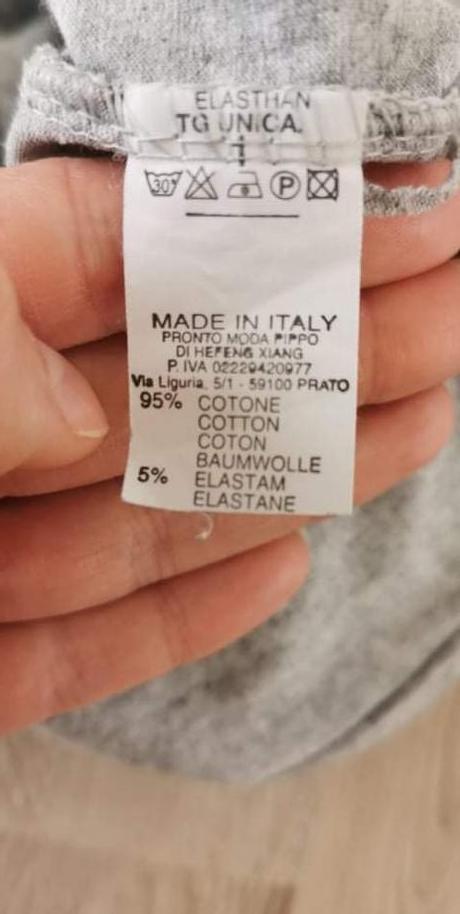 ELASTHAN
TG UNICA.
30°
P
MADE IN ITALY
PRONTO MODA PIPPO
DI HEFENG XIANG
P. IVA 02229420977
Via Liguria, 5/1 - 59100 PRATO
95% COTONE
COTTON
COTON
BAUMWOLLE
5% ELASTAM
ELASTANE